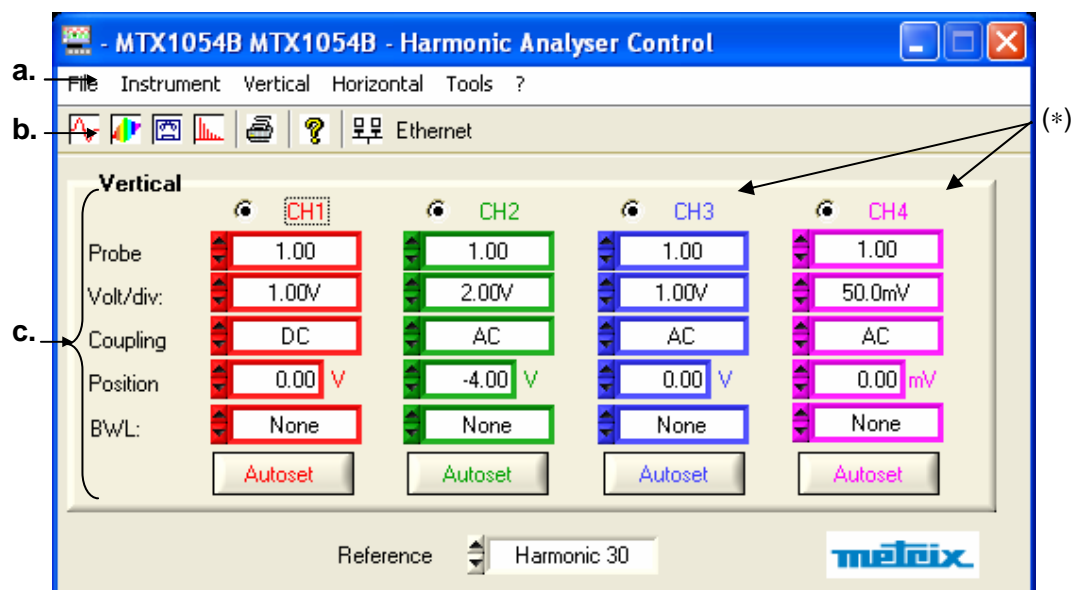 - MTX1054B MTX1054B - Harmonic Analyser Control
a.
File Instrument Vertical Horizontal Tools ?
b.
Ethernet
(*)
Vertical
CH1 CH2 CH3 CH4
Probe 1.00 1.00 1.00 1.00
Volt/div: 1.00V 2.00V 1.00V 50.0mV
c.
Coupling DC AC AC AC
Position 0.00 V -4.00 V 0.00 V 0.00 mV
BWL: None None None None
Autoset Autoset Autoset Autoset
Reference Harmonic 30
metrix